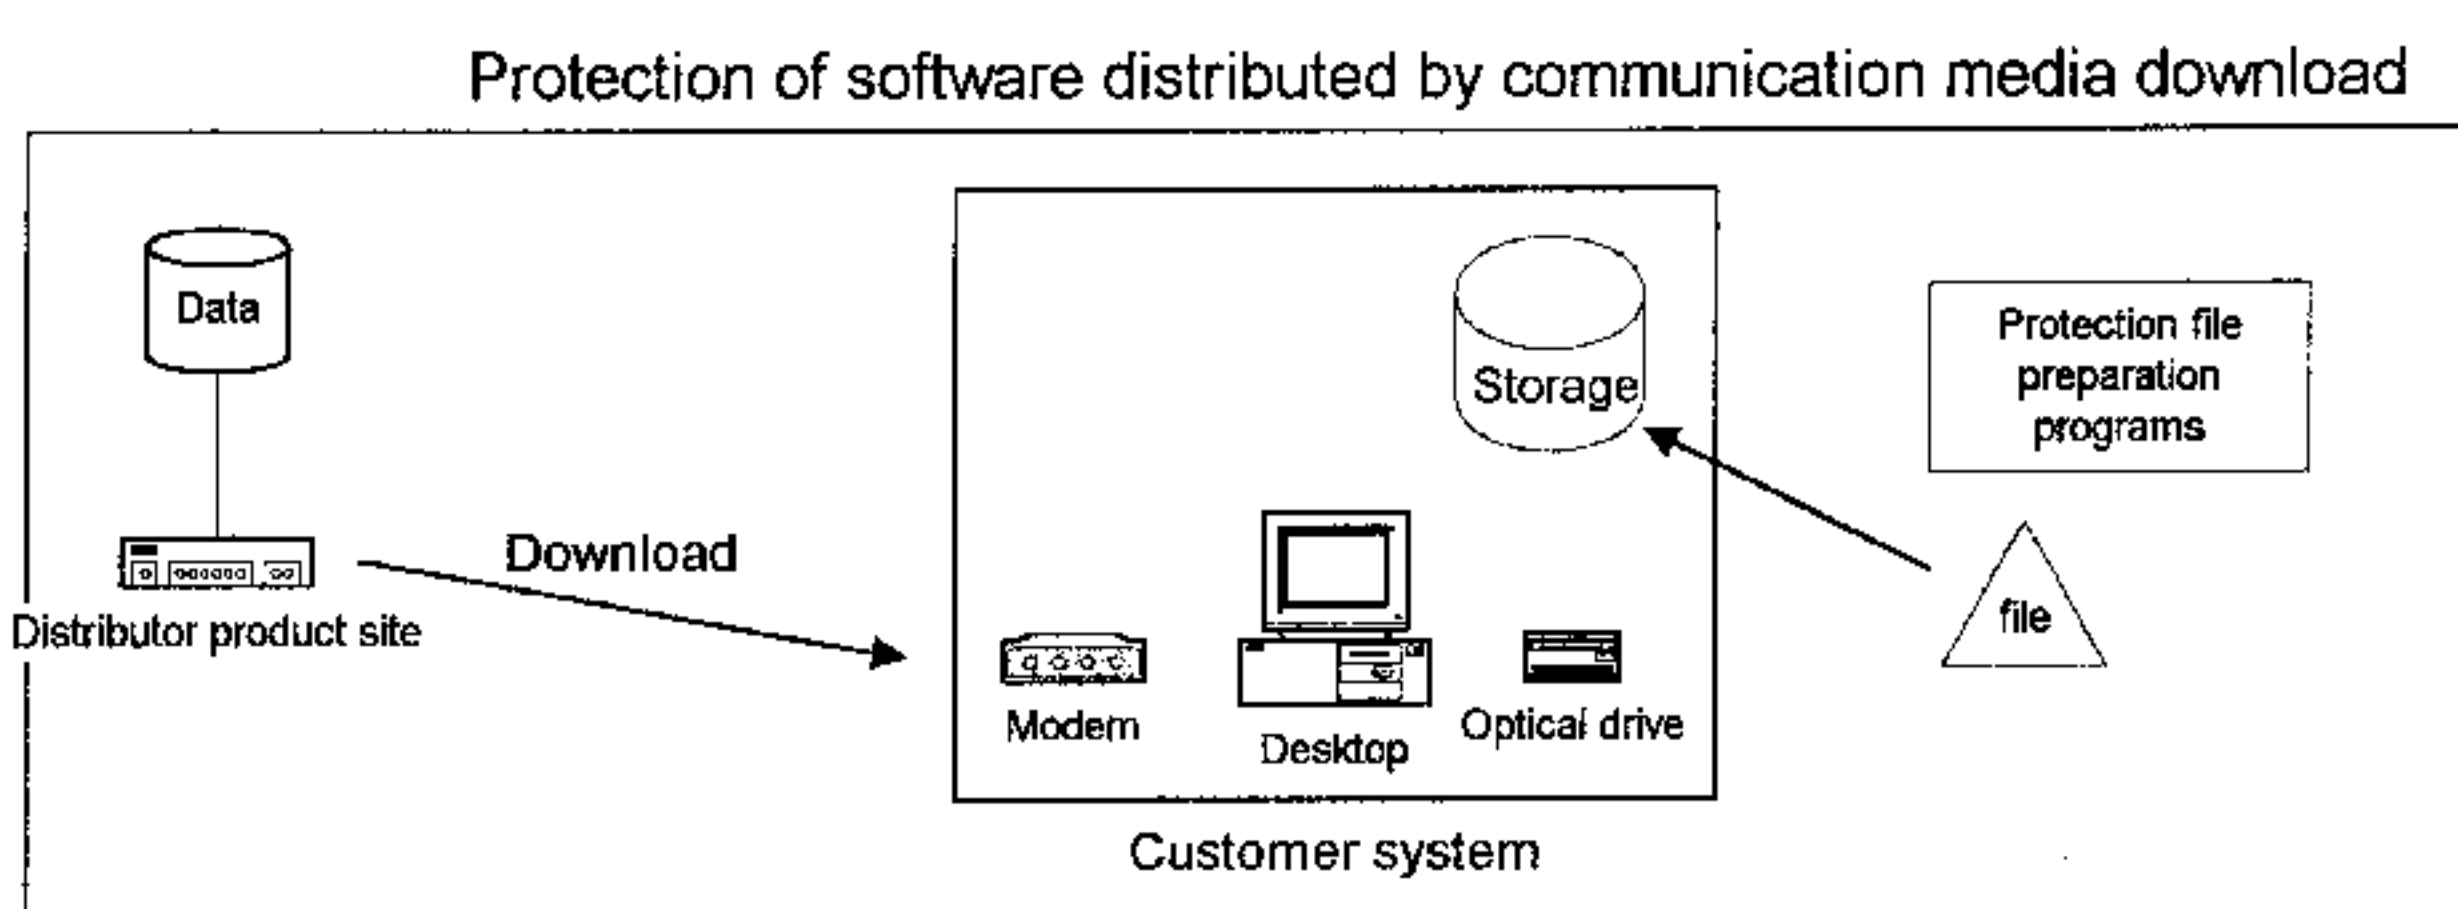 Protection of software distributed by communication media download
Data
Distributor product site
Download
Storage
Modem
Desktop
Optical drive
Customer system
Protection file
preparation
programs
file